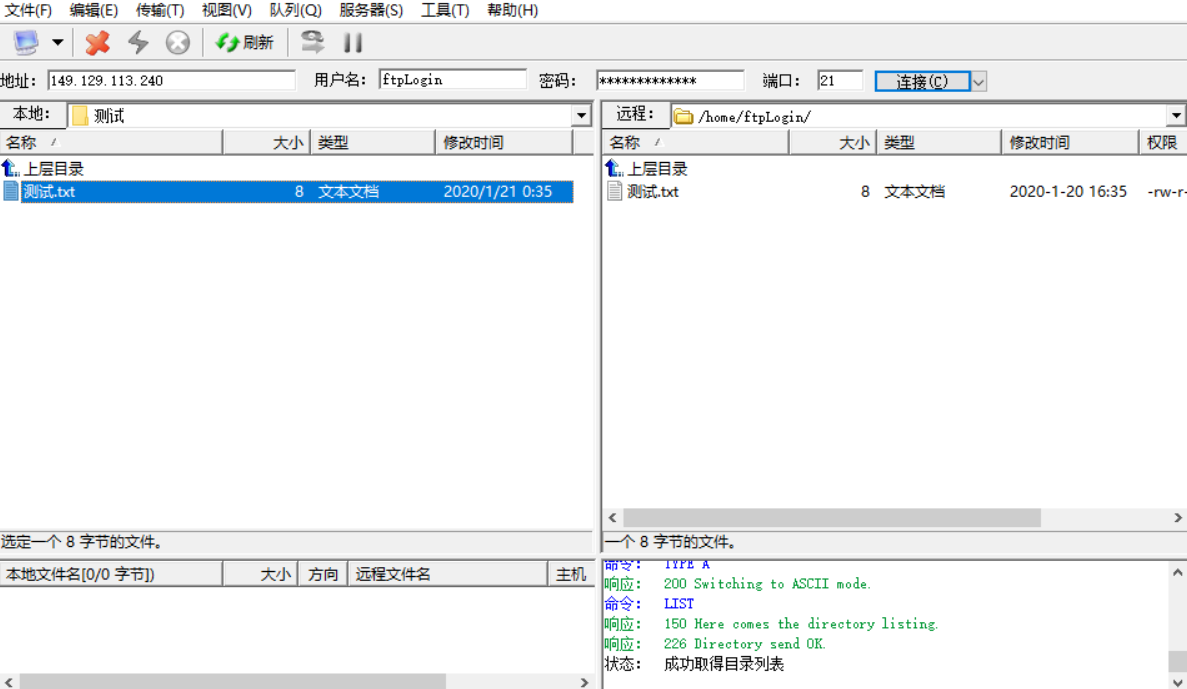 文件(F) 编辑(E) 传输(T) 视图(V) 队列(Q) 服务器(S) 工具(T) 帮助(H)
刷新
地址: 149.129.113.240 用户名: ftpLogin 密码: ************* 端口: 21 连接(C)
本地: 测试
名称 大小 类型 修改时间
上层目录
测试.txt 8 文本文档 2020/1/21 0:35
选定一个 8 字节的文件。
远程: /home/ftpLogin/
名称 大小 类型 修改时间 权限
上层目录
测试.txt 8 文本文档 2020-1-20 16:35 -rw-r-
一个 8 字节的文件。
本地文件名[0/0 字节]) 大小 方向 远程文件名 主机
命令: TYPE A
响应: 200 Switching to ASCII mode.
命令: LIST
响应: 150 Here comes the directory listing.
响应: 226 Directory send OK.
状态: 成功取得目录列表